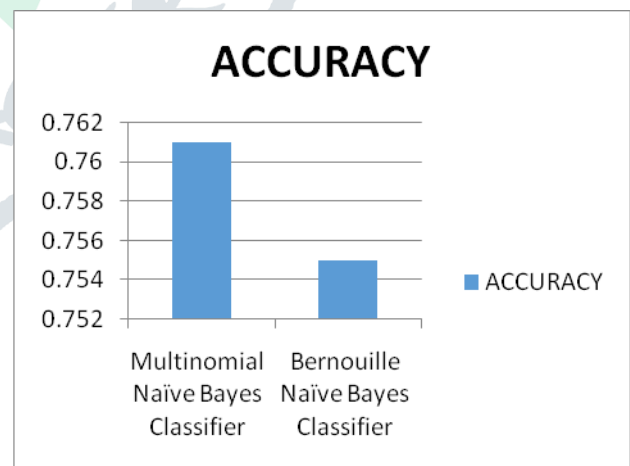 ACCURACY
0.762
0.76
0.758
0.756
0.754
0.752
Multinomial
Naïve Bayes
Classifier
Bernouille
Naïve Bayes
Classifier
ACCURACY